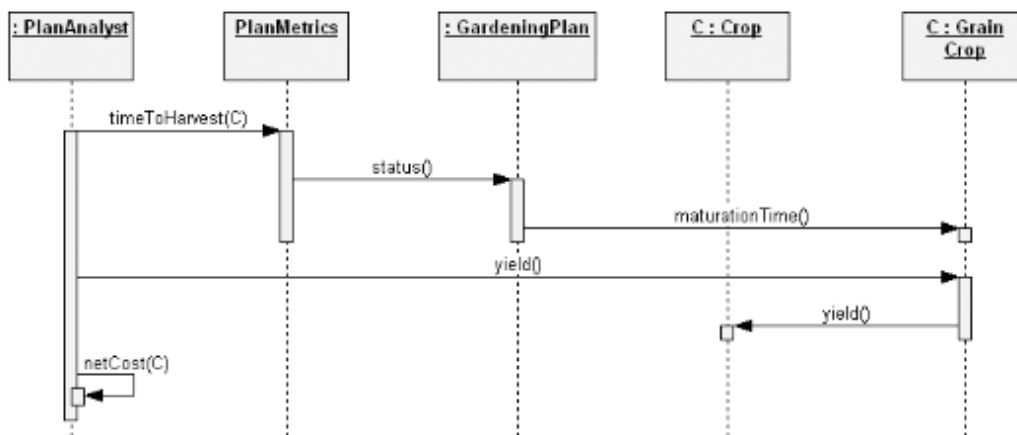 : PlanAnalyst
PlanMetrics
: GardeningPlan
C : Crop
C : Grain
Crop
timeToHarvest(C)
status()
maturationTime()
yield()
yield()
netCost(C)